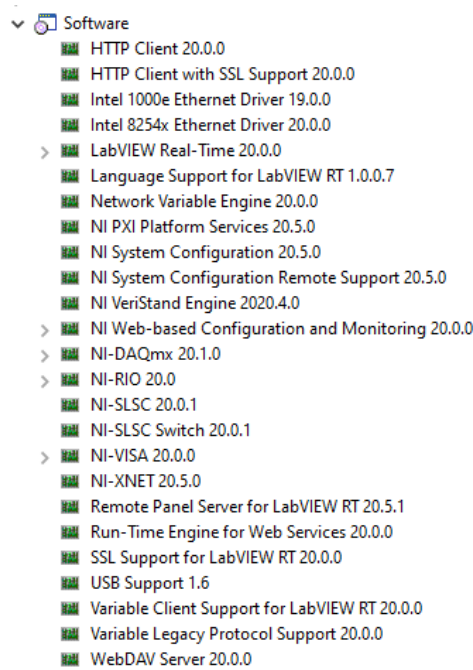 Software
HTTP Client 20.0.0
HTTP Client with SSL Support 20.0.0
Intel 1000e Ethernet Driver 19.0.0
Intel 8254x Ethernet Driver 20.0.0
LabVIEW Real-Time 20.0.0
Language Support for LabVIEW RT 1.0.0.7
Network Variable Engine 20.0.0
NI PXI Platform Services 20.5.0
NI System Configuration 20.5.0
NI System Configuration Remote Support 20.5.0
NI VeriStand Engine 2020.4.0
NI Web-based Configuration and Monitoring 20.0.0
NI-DAQmx 20.1.0
NI-RIO 20.0
NI-SLSC 20.0.1
NI-SLSC Switch 20.0.1
NI-VISA 20.0.0
NI-XNET 20.5.0
Remote Panel Server for LabVIEW RT 20.5.1
Run-Time Engine for Web Services 20.0.0
SSL Support for LabVIEW RT 20.0.0
USB Support 1.6
Variable Client Support for LabVIEW RT 20.0.0
Variable Legacy Protocol Support 20.0.0
WebDAV Server 20.0.0